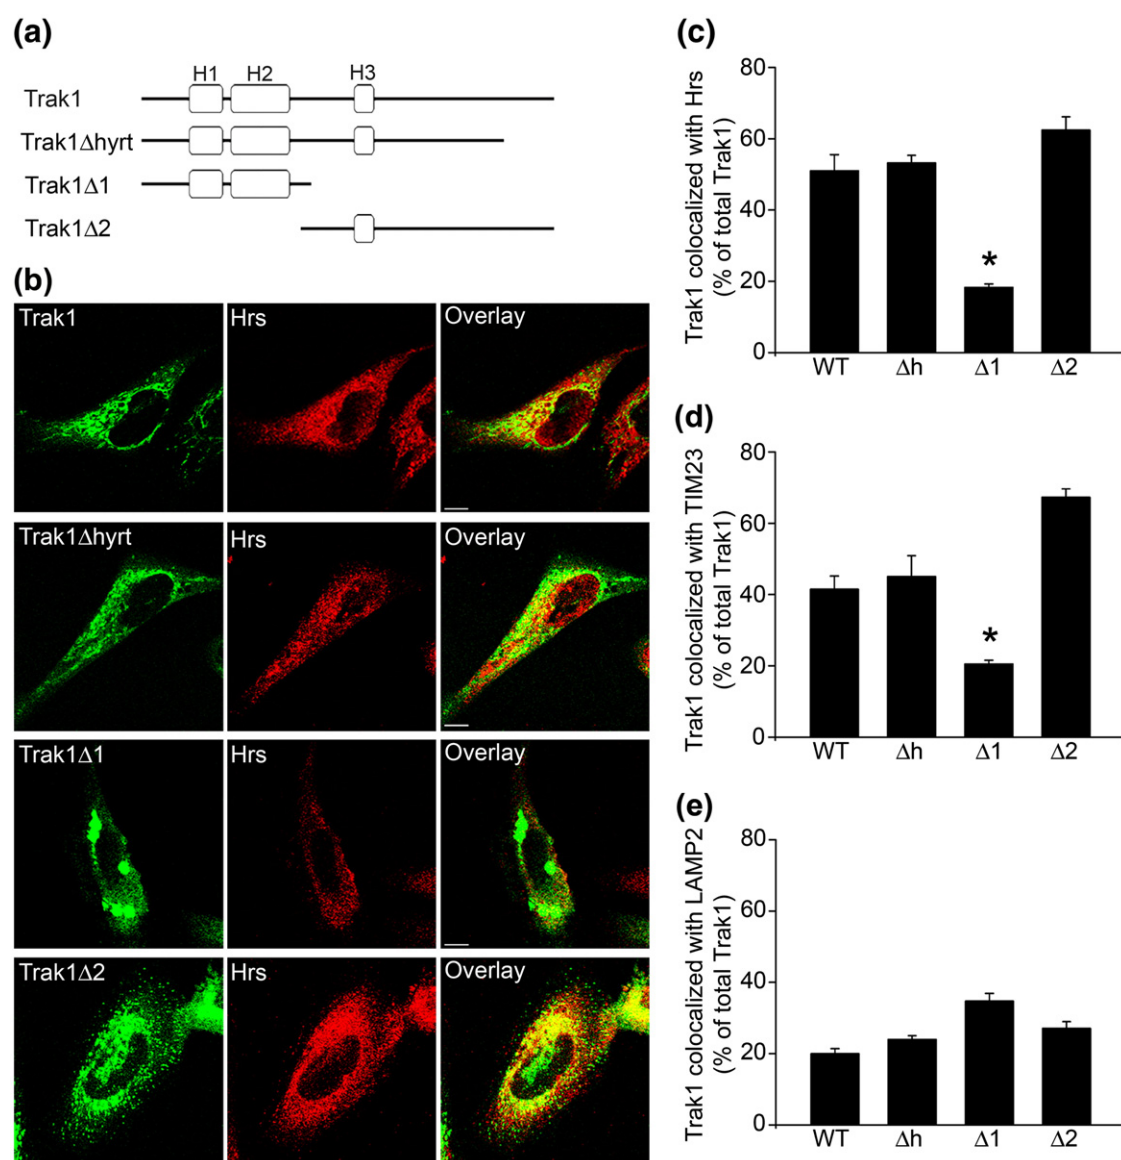 (a)
H1 H2 H3
Trak1
Trak1Δhyrt
Trak1Δ1
Trak1Δ2
(b)
Trak1 Hrs Overlay
Trak1Δhyrt Hrs Overlay
Trak1Δ1 Hrs Overlay
Trak1Δ2 Hrs Overlay
(c)
Trak1 colocalized with Hrs
(% of total Trak1)
80
60
40
20
0
*
WT Δh Δ1 Δ2
(d)
Trak1 colocalized with TIM23
(% of total Trak1)
80
60
40
20
0
*
WT Δh Δ1 Δ2
(e)
Trak1 colocalized with LAMP2
(% of total Trak1)
80
60
40
20
0
WT Δh Δ1 Δ2